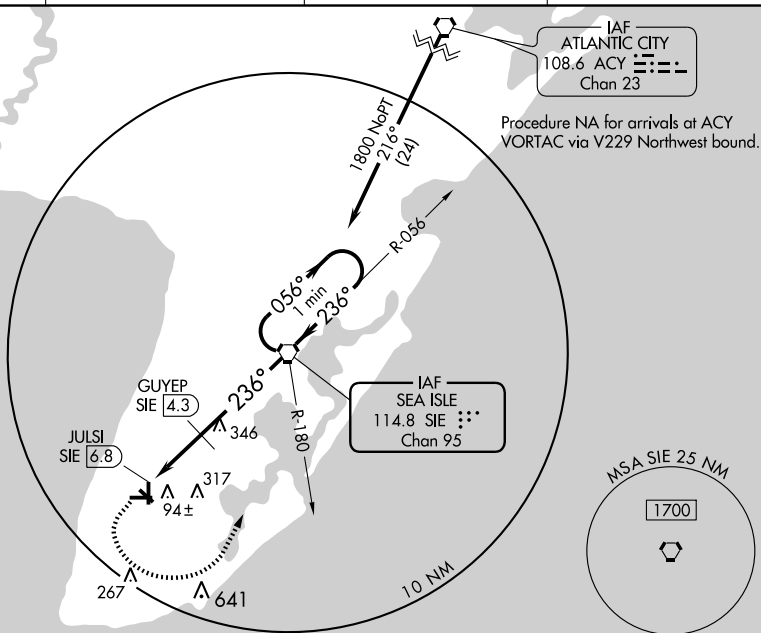 IAF
ATLANTIC CITY
108.6 ACY
Chan 23
Procedure NA for arrivals at ACY
VORTAC via V229 Northwest bound.
1800 NoPT
216°
(24)
R-056
056°
1 min
236°
236°
IAF
SEA ISLE
114.8 SIE
Chan 95
R-180
GUYEP
SIE 4.3
346
JULSI
SIE 6.8
317
94±
267
641
10 NM
MSA SIE 25 NM
1700